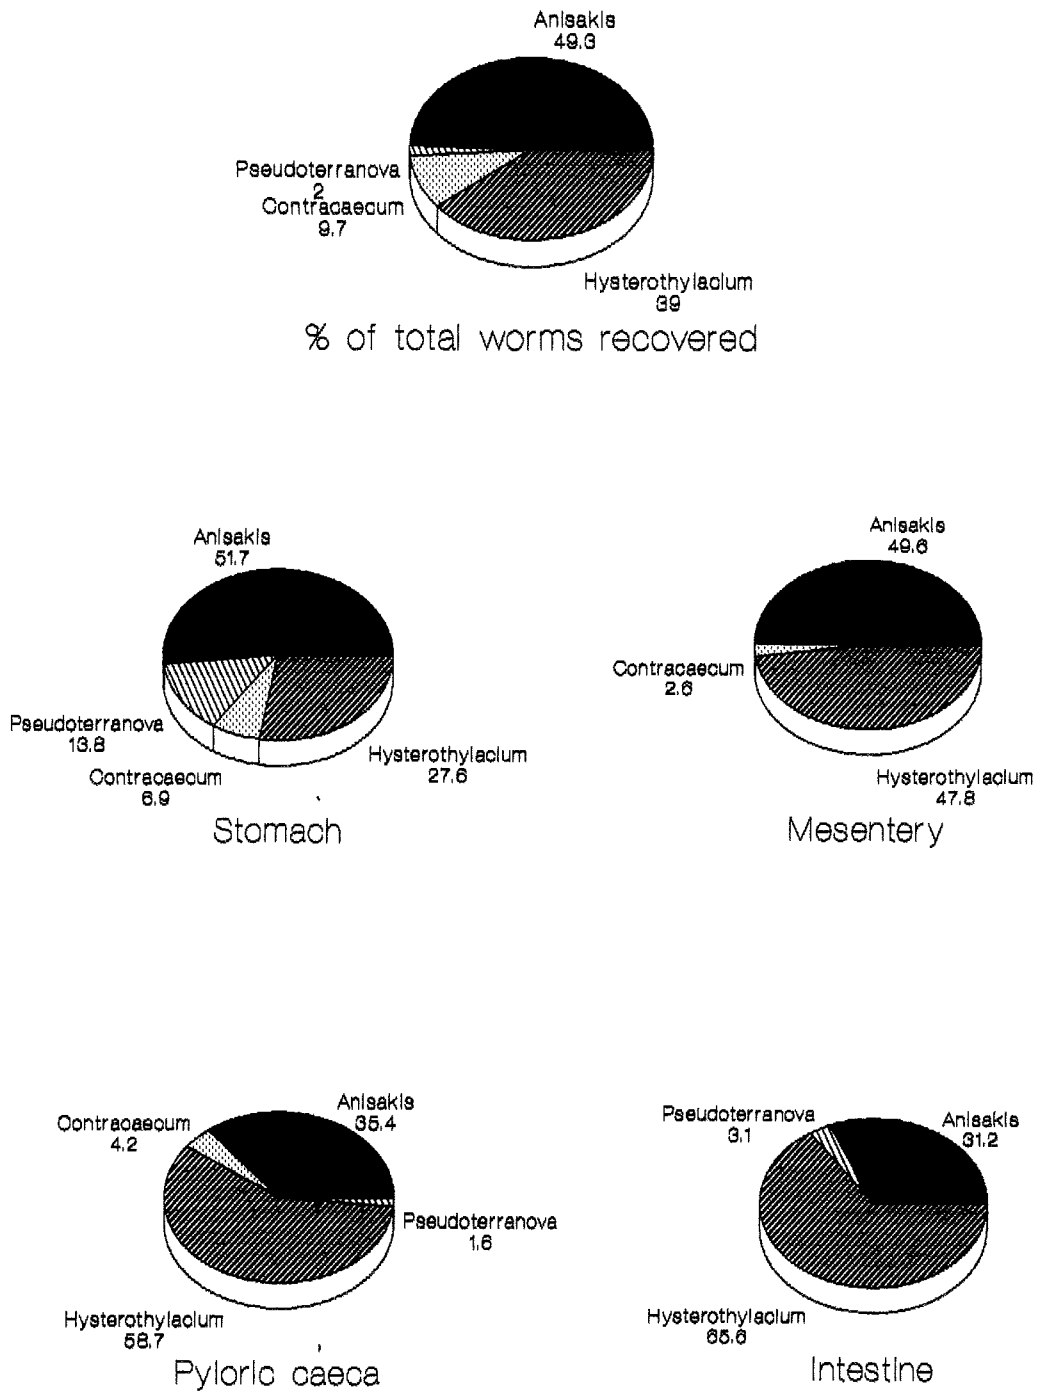 Anisakis
49.3
Pseudoterranova
2
Contracaecum
9.7
Hysterothylacium
39
% of total worms recovered
Anisakis
51.7
Pseudoterranova
13.8
Contracaecum
6.9
Hysterothylacium
27.6
Stomach
Anisakis
49.6
Contracaecum
2.6
Hysterothylacium
47.8
Mesentery
Contracaecum
4.2
Anisakis
35.4
Pseudoterranova
1.6
Hysterothylacium
58.7
Pyloric caeca
Pseudoterranova
3.1
Anisakis
31.2
Hysterothylacium
65.6
Intestine